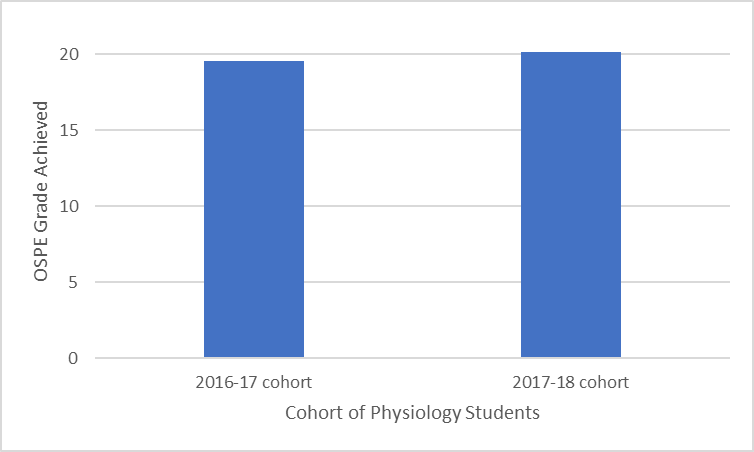 20
15
10
5
0
OSPE Grade Achieved
2016-17 cohort
2017-18 cohort
Cohort of Physiology Students